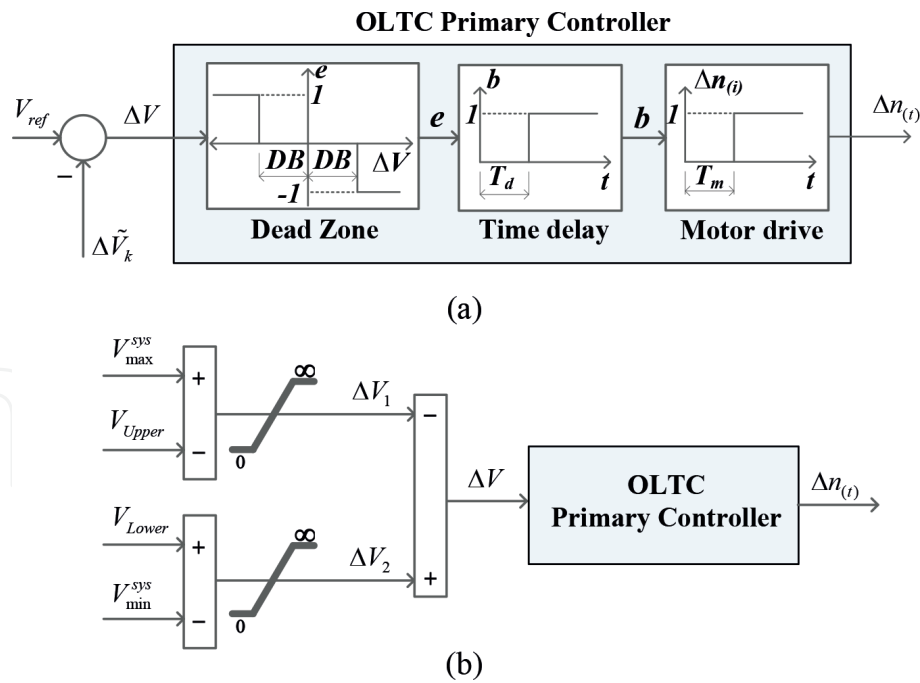 OLTC Primary Controller
V_ref
−
ΔṼ_k
ΔV
e
1
DB
DB
ΔV
-1
Dead Zone
e
b
1
T_d
t
Time delay
b
Δn_(i)
1
T_m
t
Motor drive
Δn_(t)
(a)
V_max^sys
+
V_Upper
−
∞
0
ΔV_1
−
V_Lower
+
V_min^sys
−
∞
0
ΔV_2
+
ΔV
OLTC
Primary Controller
Δn_(t)
(b)